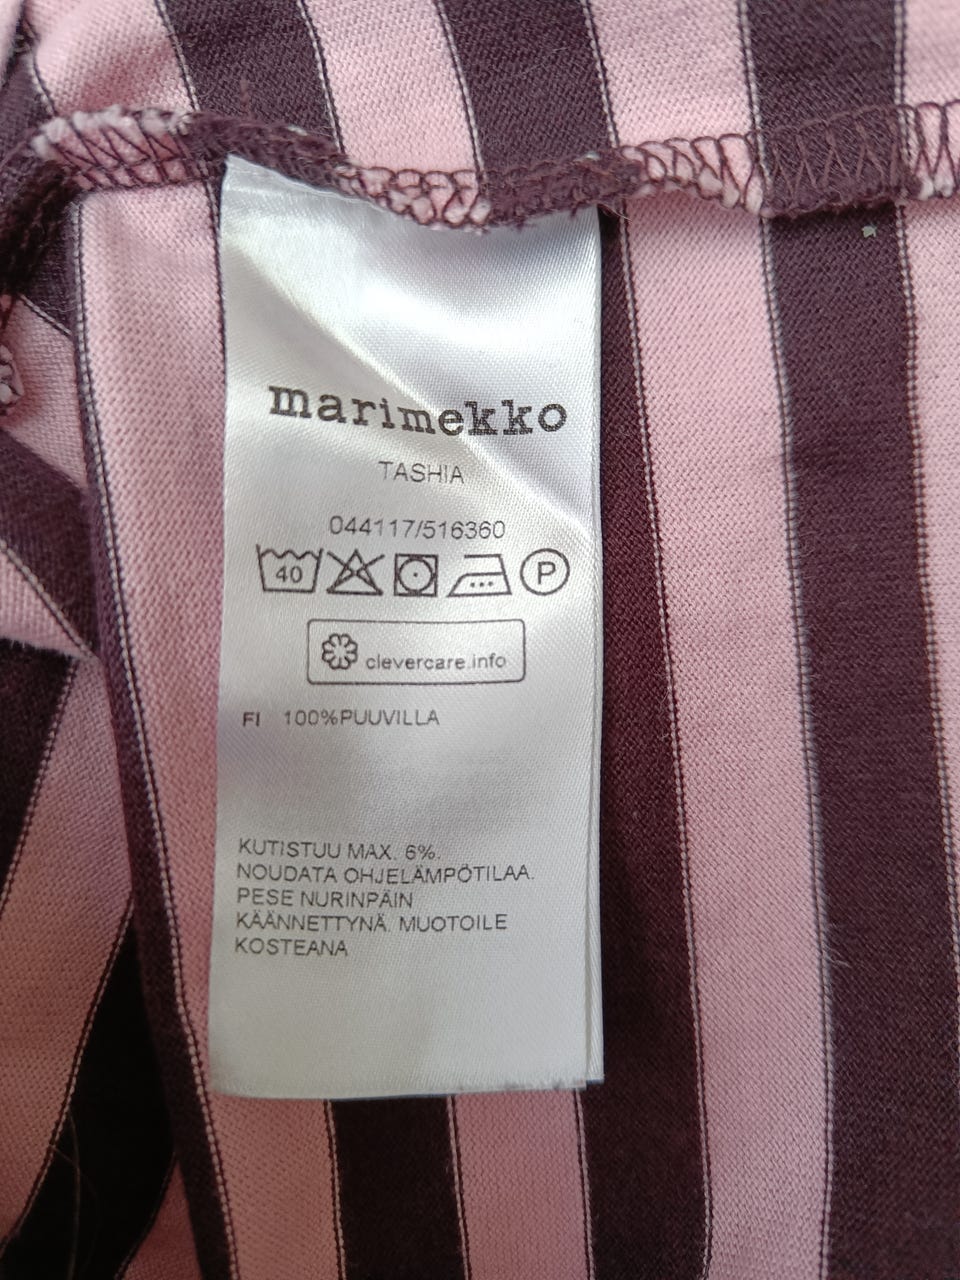 marimekko
TASHIA
044117/516360
40 P
clevercare.info
FI 100%PUUVILLA
KUTISTUU MAX. 6%.
NOUDATA OHJELÄMPÖTILAA.
PESE NURINPÄIN
KÄÄNNETTYNÄ. MUOTOILE
KOSTEANA